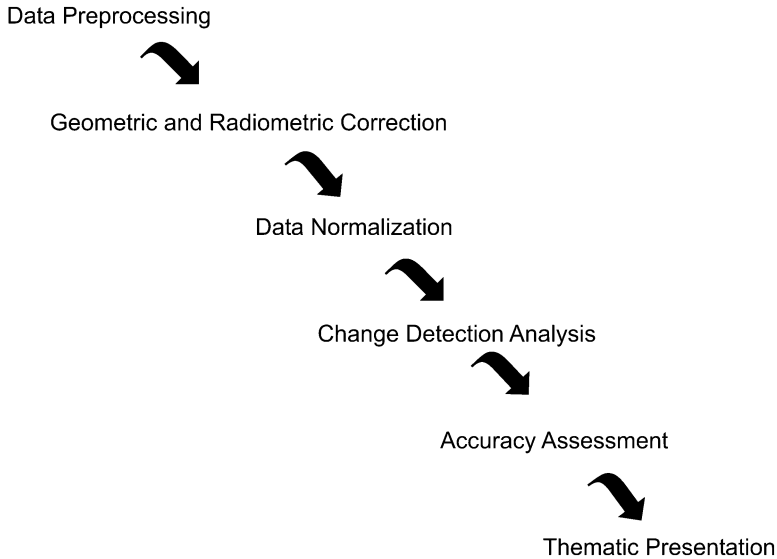 Data Preprocessing
Geometric and Radiometric Correction
Data Normalization
Change Detection Analysis
Accuracy Assessment
Thematic Presentation